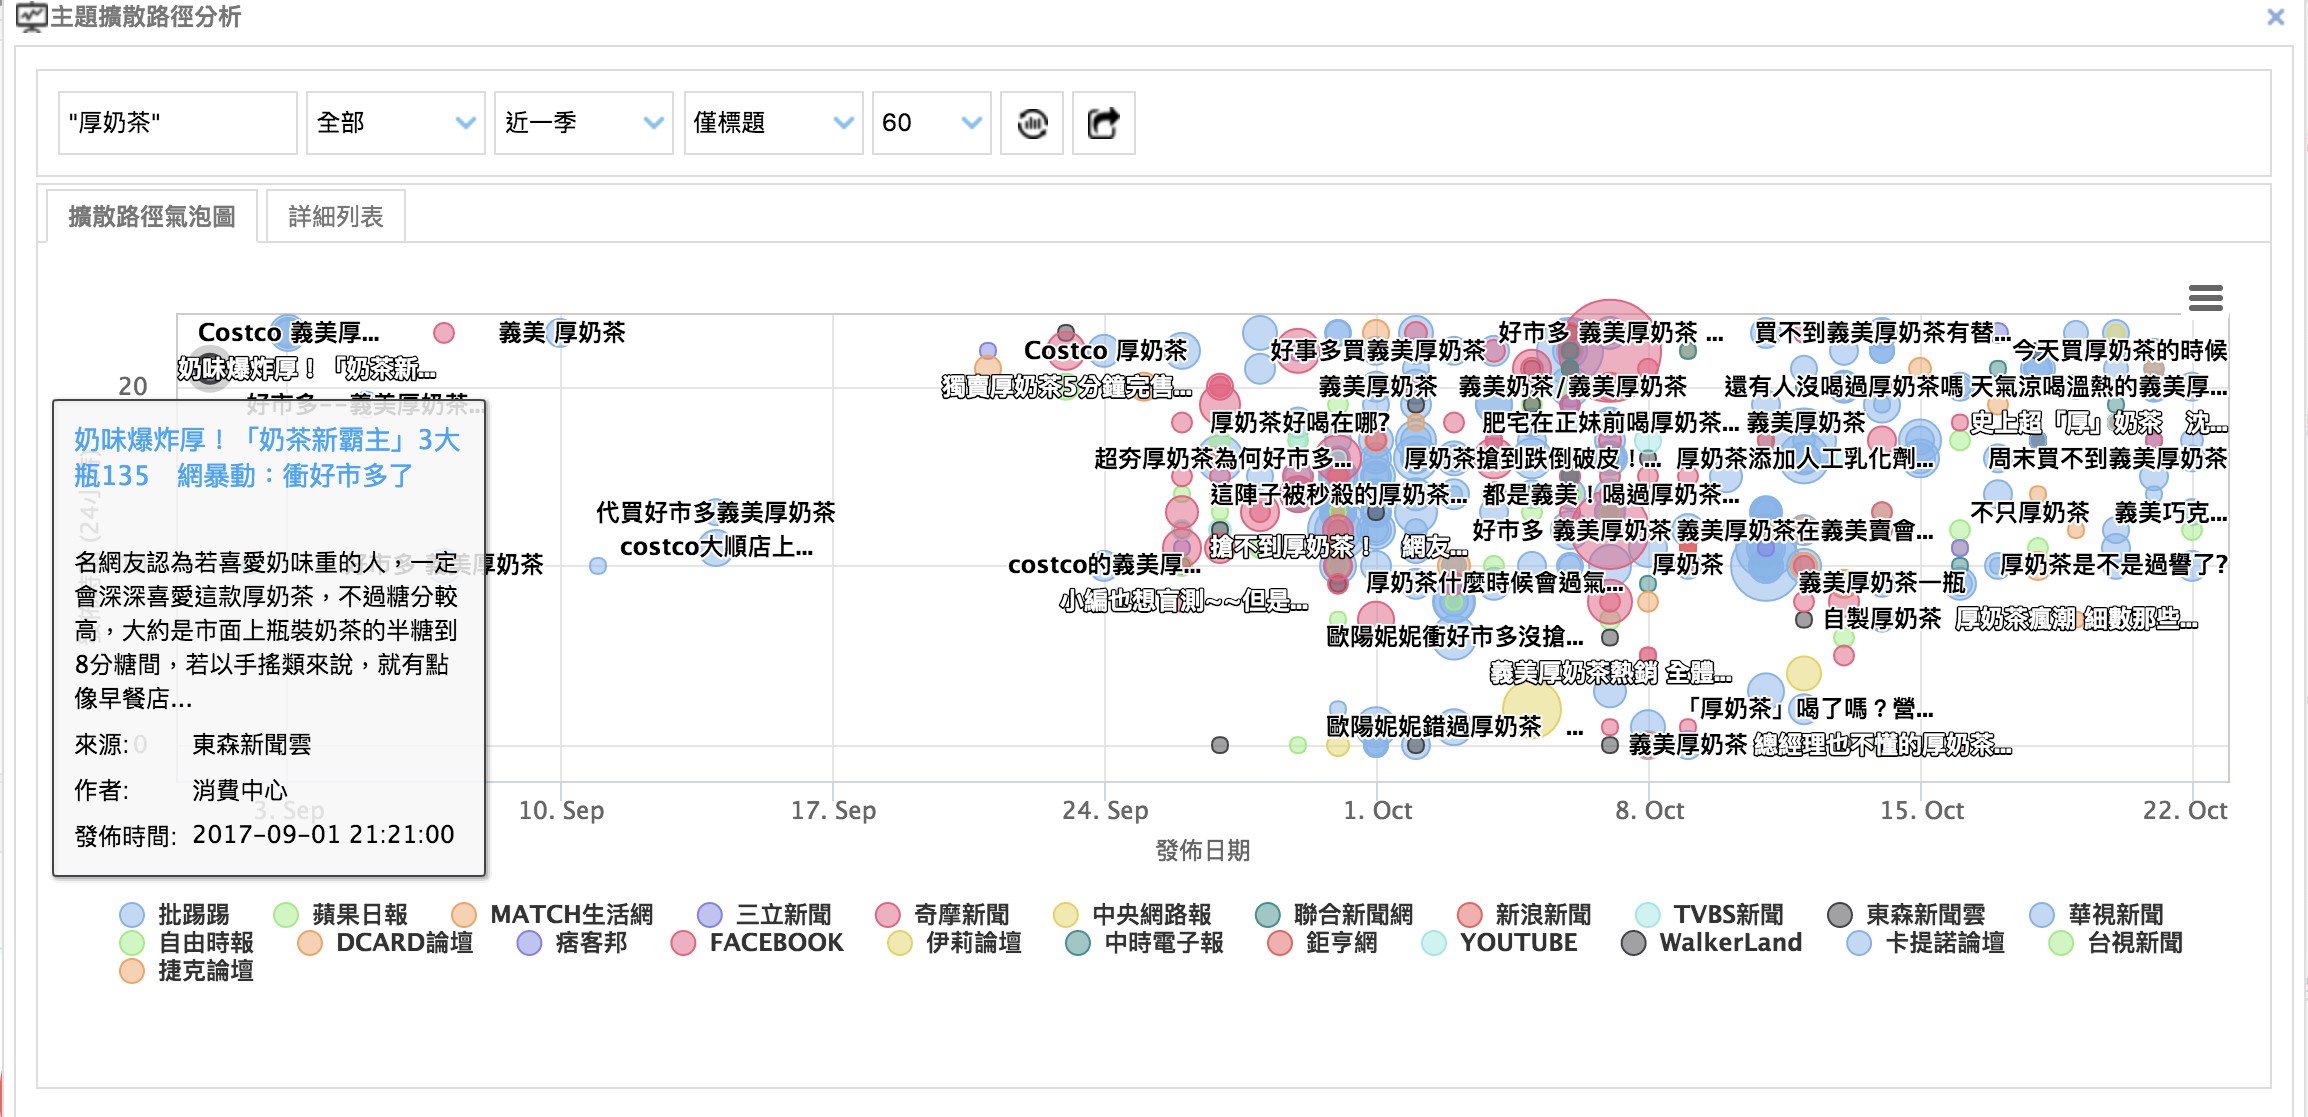 主題擴散路徑分析
"厚奶茶" 全部 近一季 僅標題 60
擴散路徑氣泡圖 詳細列表
Costco 義美厚... 義美 厚奶茶 好市多 義美厚奶茶 ... 買不到義美厚奶茶有替...
Costco 厚奶茶 好事多買義美厚奶茶 今天買厚奶茶的時候
奶味爆炸厚！「奶茶新...
20 獨賣厚奶茶5分鐘完售... 義美厚奶茶 義美奶茶/義美厚奶茶 還有人沒喝過厚奶茶嗎 天氣涼喝溫熱的義美厚...
好市多--義美厚奶茶...
厚奶茶好喝在哪? 肥宅在正妹前喝厚奶茶... 義美厚奶茶 史上超「厚」奶茶 沈...
超夯厚奶茶為何好市多... 厚奶茶搶到跌倒破皮！(... 厚奶茶添加人工乳化劑... 周末買不到義美厚奶茶
這陣子被秒殺的厚奶茶... 都是義美！喝過厚奶茶...
代買好市多義美厚奶茶 不只厚奶茶 義美巧克...
好市多 義美厚奶茶 義美厚奶茶在義美賣會...
costco大順店上... 搶不到厚奶茶！ 網友...
好市多 義美厚奶茶 costco的義美厚... 厚奶茶 厚奶茶是不是過譽了?
厚奶茶什麼時候會過氣... 義美厚奶茶一瓶
小編也想盲測~~但是...
自製厚奶茶 厚奶茶瘋潮 細數那些...
歐陽妮妮衝好市多沒搶...
義美厚奶茶熱銷 全體...
「厚奶茶」喝了嗎？營...
歐陽妮妮錯過厚奶茶 ...
0 義美厚奶茶 總經理也不懂的厚奶茶...
奶味爆炸厚！「奶茶新霸主」3大
瓶135 網暴動：衝好市多了
名網友認為若喜愛奶味重的人，一定
會深深喜愛這款厚奶茶，不過糖分較
高，大約是市面上瓶裝奶茶的半糖到
8分糖間，若以手搖類來說，就有點
像早餐店...
來源: 東森新聞雲
作者: 消費中心
發佈時間: 2017-09-01 21:21:00
3. Sep 10. Sep 17. Sep 24. Sep 1. Oct 8. Oct 15. Oct 22. Oct
發佈日期
批踢踢 蘋果日報 MATCH生活網 三立新聞 奇摩新聞 中央網路報 聯合新聞網 新浪新聞 TVBS新聞 東森新聞雲 華視新聞
自由時報 DCARD論壇 痞客邦 FACEBOOK 伊莉論壇 中時電子報 鉅亨網 YOUTUBE WalkerLand 卡提諾論壇 台視新聞
捷克論壇